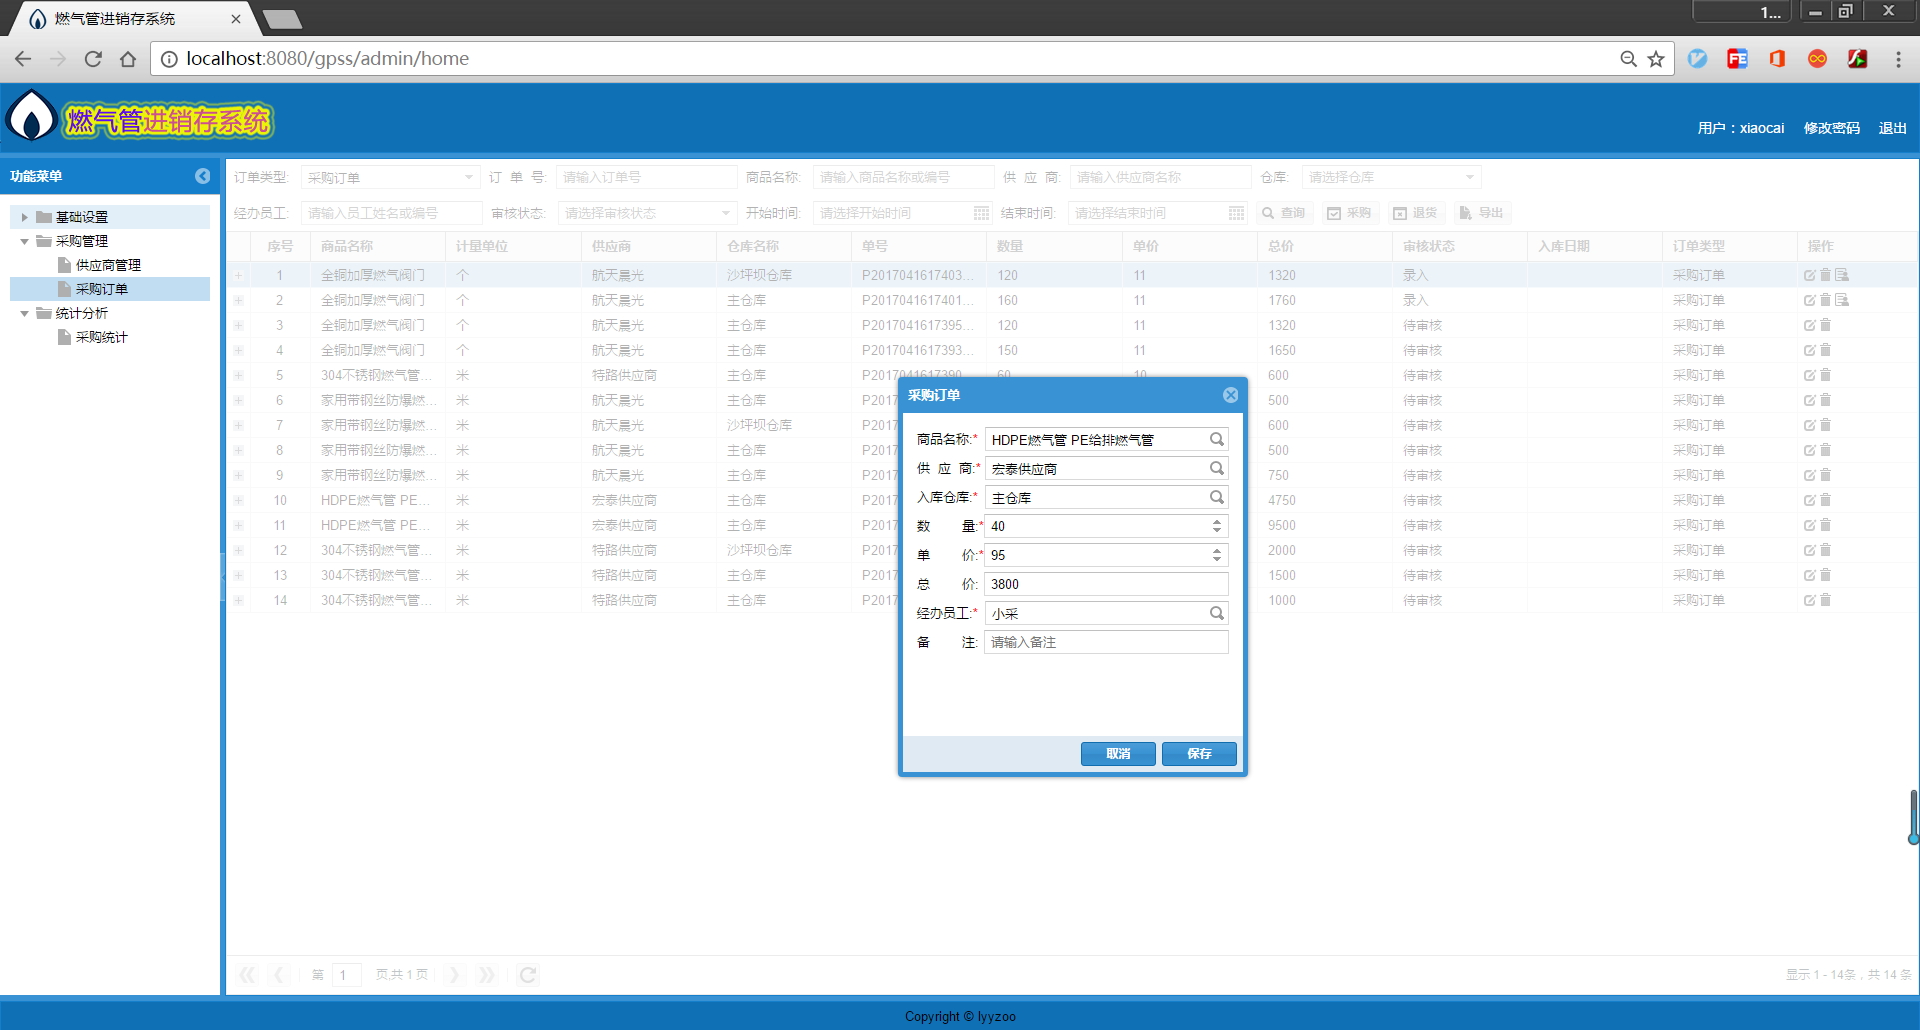 燃气管进销存系统
1...
localhost:8080/gpss/admin/home
燃气管进销存系统
用户：xiaocai 修改密码 退出
功能菜单
基础设置
采购管理
供应商管理
采购订单
统计分析
采购统计
订单类型: 采购订单 订 单 号: 请输入订单号 商品名称: 请输入商品名称或编号 供 应 商: 请输入供应商名称 仓库: 请选择仓库
经办员工: 请输入员工姓名或编号 审核状态: 请选择审核状态 开始时间: 请选择开始时间 结束时间: 请选择结束时间 查询 采购 退货 导出
序号 商品名称 计量单位 供应商 仓库名称 单号 数量 单价 总价 审核状态 入库日期 订单类型 操作
1 全铜加厚燃气阀门 个 航天晨光 沙坪坝仓库 P2017041617403... 120 11 1320 录入 采购订单
2 全铜加厚燃气阀门 个 航天晨光 主仓库 P2017041617401... 160 11 1760 录入 采购订单
3 全铜加厚燃气阀门 个 航天晨光 主仓库 P2017041617395... 120 11 1320 待审核 采购订单
4 全铜加厚燃气阀门 个 航天晨光 主仓库 P2017041617393... 150 11 1650 待审核 采购订单
5 304不锈钢燃气管... 米 特路供应商 主仓库 P2017041617390... 60 10 600 待审核 采购订单
6 家用带钢丝防爆燃... 米 航天晨光 主仓库 P2017 500 待审核 采购订单
7 家用带钢丝防爆燃... 米 航天晨光 沙坪坝仓库 P2017 600 待审核 采购订单
8 家用带钢丝防爆燃... 米 航天晨光 主仓库 P2017 500 待审核 采购订单
9 家用带钢丝防爆燃... 米 航天晨光 主仓库 P2017 750 待审核 采购订单
10 HDPE燃气管 PE... 米 宏泰供应商 主仓库 P2017 4750 待审核 采购订单
11 HDPE燃气管 PE... 米 宏泰供应商 主仓库 P2017 9500 待审核 采购订单
12 304不锈钢燃气管... 米 特路供应商 沙坪坝仓库 P2017 2000 待审核 采购订单
13 304不锈钢燃气管... 米 特路供应商 主仓库 P2017 1500 待审核 采购订单
14 304不锈钢燃气管... 米 特路供应商 主仓库 P2017 1000 待审核 采购订单
采购订单
商品名称:* HDPE燃气管 PE给排燃气管
供 应 商:* 宏泰供应商
入库仓库:* 主仓库
数 量:* 40
单 价:* 95
总 价: 3800
经办员工:* 小采
备 注: 请输入备注
取消 保存
第 1 页,共 1 页
显示 1 - 14条，共 14 条
Copyright © lyyzoo